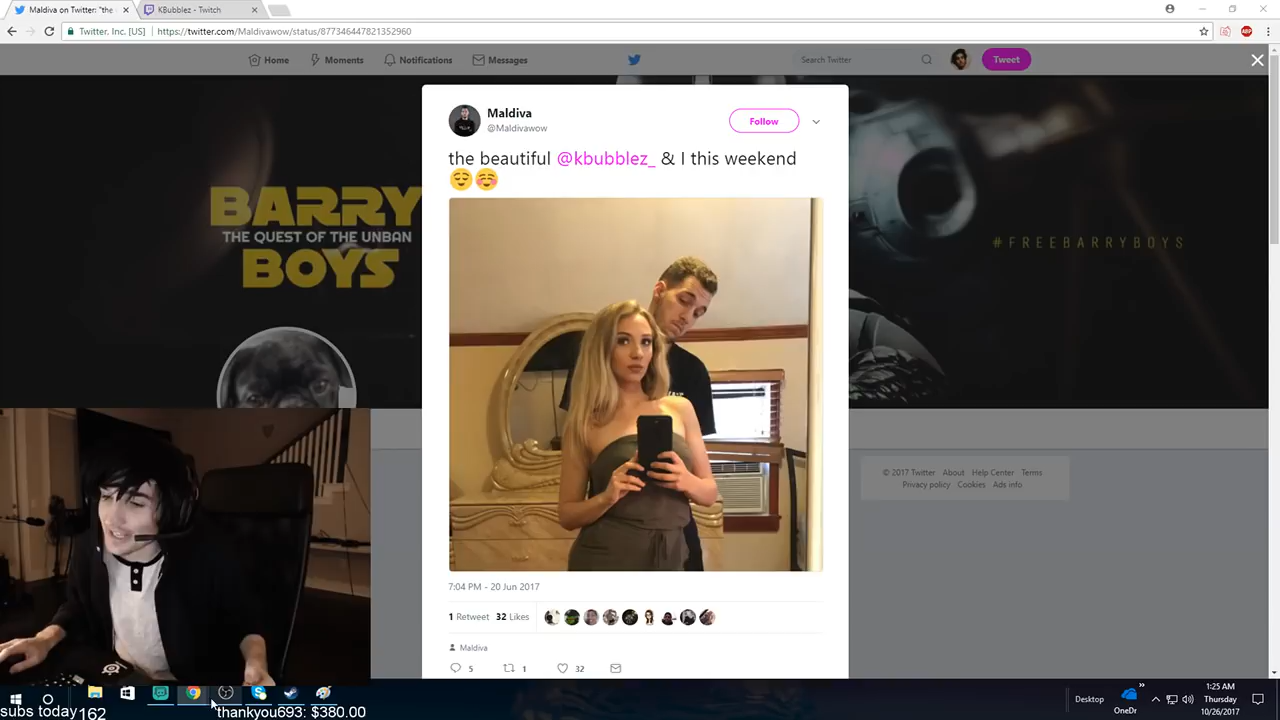 Maldiva on Twitter: "the
KBubblez - Twitch
Twitter, Inc. [US] https://twitter.com/Maldivawow/status/877346447821352960
ABP
Home Moments Notifications Messages Search Twitter Tweet
Maldiva
@Maldivawow
Follow
the beautiful @kbubblez_ & I this weekend
BARRY
THE QUEST OF THE UNBAN
BOYS
#FREEBARRYBOYS
7:04 PM - 20 Jun 2017
1 Retweet 32 Likes
Maldiva
5 1 32
© 2017 Twitter About Help Center Terms
Privacy policy Cookies Ads info
Desktop
OneDr
1:25 AM
Thursday
10/26/2017
subs today 162
thankyou693: $380.00